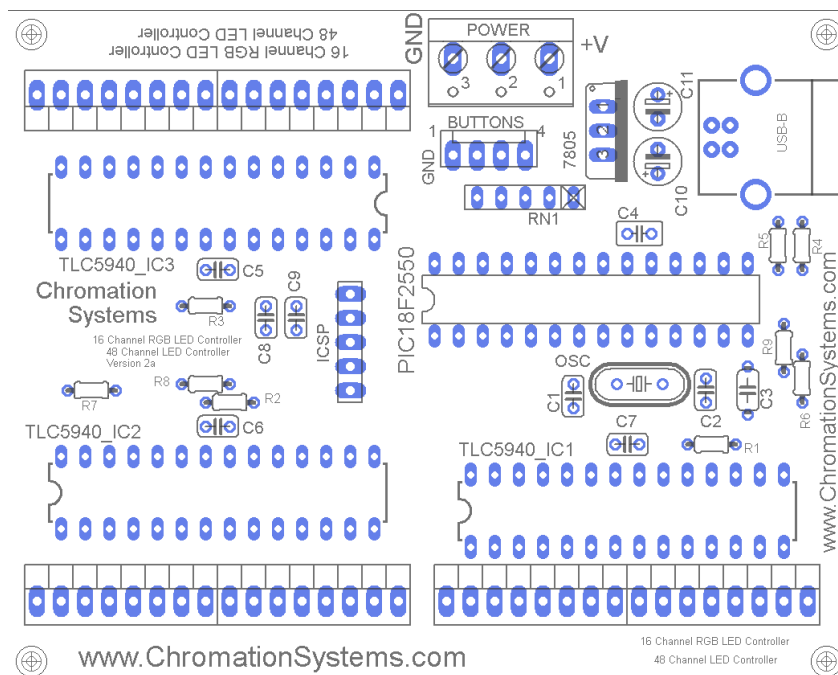 48 Channel LED Controller
16 Channel RGB LED Controller
GND
POWER
+V
3
2
1
C11
1
BUTTONS
4
GND
7805
1
2
3
USB-B
C10
RN1
C4
R5
R4
TLC5940_IC3
C5
Chromation
Systems
R3
C8
C9
ICSP
PIC18F2550
16 Channel RGB LED Controller
48 Channel LED Controller
Version 2a
OSC
R9
R7
R8
R2
C1
C2
C3
R6
C6
C7
R1
TLC5940_IC2
TLC5940_IC1
www.ChromationSystems.com
www.ChromationSystems.com
16 Channel RGB LED Controller
48 Channel LED Controller